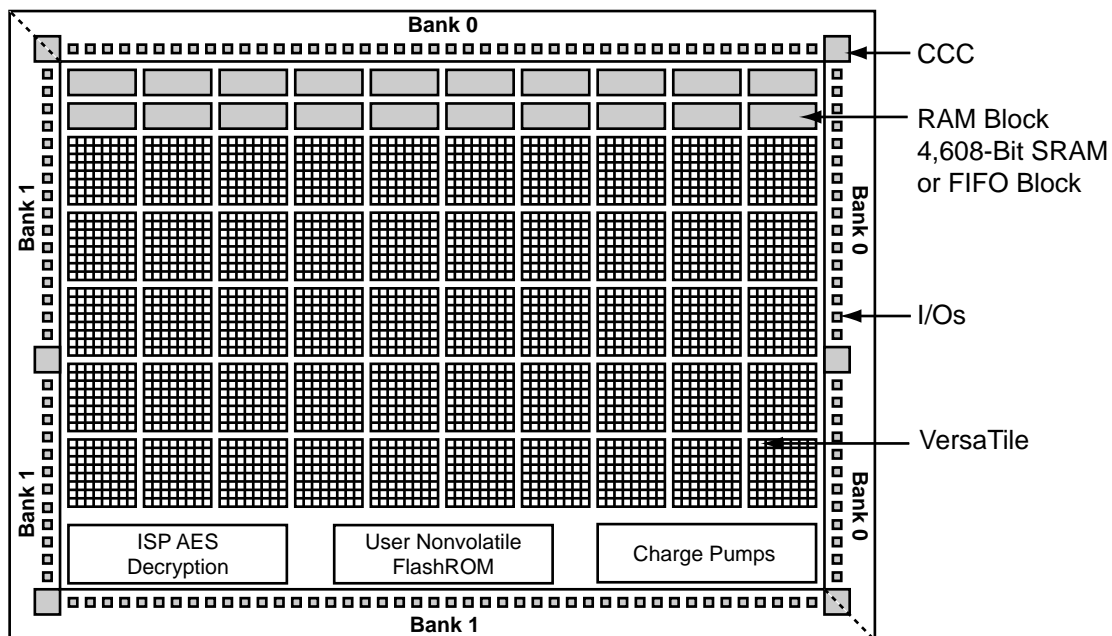 Bank 0
CCC
RAM Block
4,608-Bit SRAM
or FIFO Block
Bank 1
Bank 0
I/Os
VersaTile
Bank 1
Bank 0
ISP AES
Decryption
User Nonvolatile
FlashROM
Charge Pumps
Bank 1